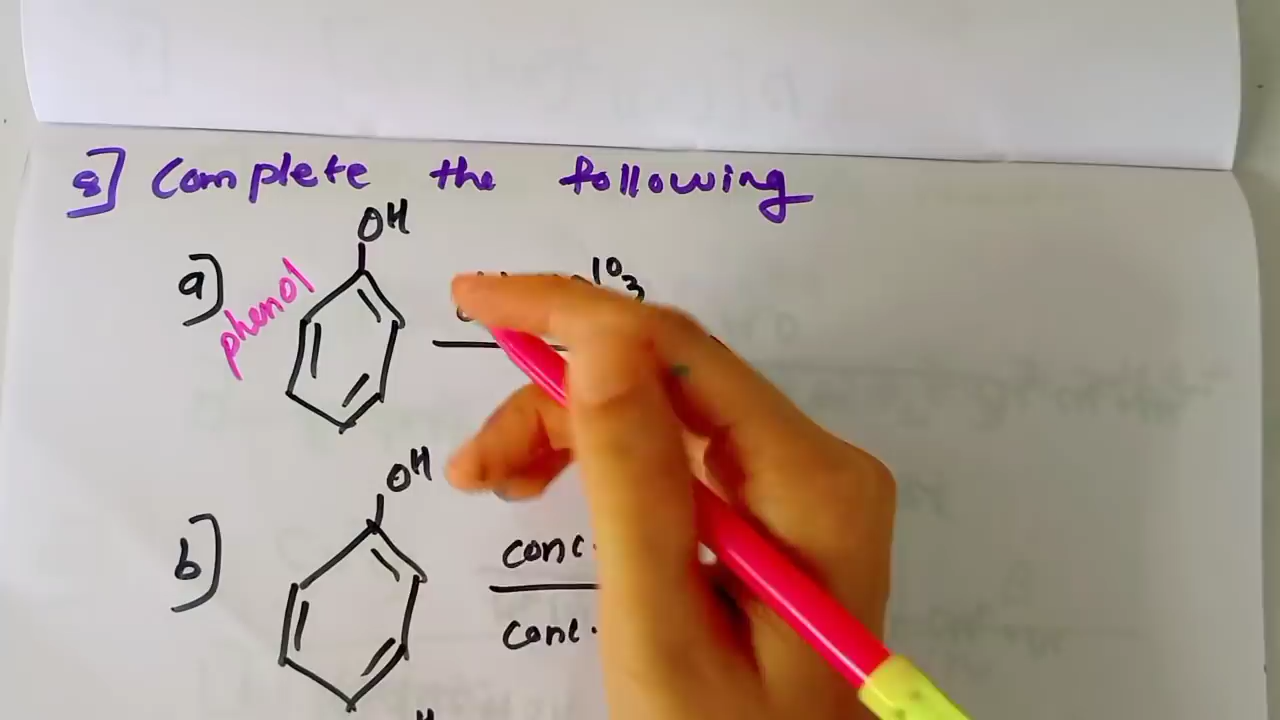 8] Complete the following
OH
a] phenol
OH
b] conc.
conc.